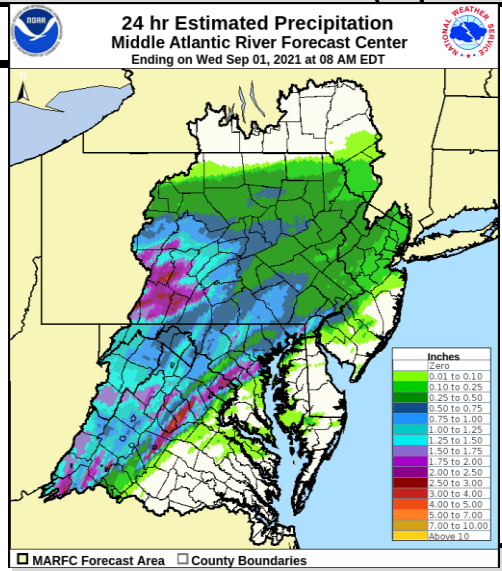 24 hr Estimated Precipitation
Middle Atlantic River Forecast Center
Ending on Wed Sep 01, 2021 at 08 AM EDT
NOAA
NATIONAL WEATHER SERVICE
N
Inches
Zero
0.01 to 0.10
0.10 to 0.25
0.25 to 0.50
0.50 to 0.75
0.75 to 1.00
1.00 to 1.25
1.25 to 1.50
1.50 to 1.75
1.75 to 2.00
2.00 to 2.50
2.50 to 3.00
3.00 to 4.00
4.00 to 5.00
5.00 to 7.00
7.00 to 10.00
Above 10
MARFC Forecast Area County Boundaries